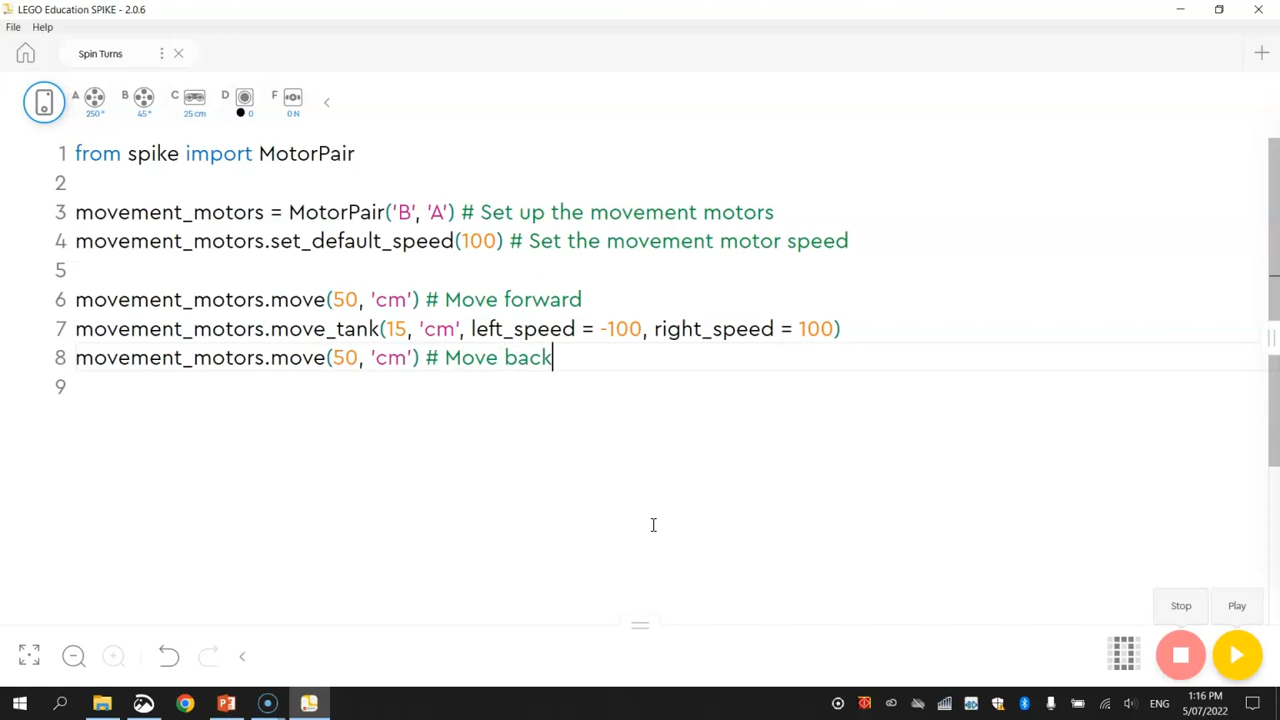 LEGO Education SPIKE - 2.0.6
File Help
Spin Turns
A B C D F
250° 45° 25 cm 0 0 N
1 from spike import MotorPair
2
3 movement_motors = MotorPair('B', 'A') # Set up the movement motors
4 movement_motors.set_default_speed(100) # Set the movement motor speed
5
6 movement_motors.move(50, 'cm') # Move forward
7 movement_motors.move_tank(15, 'cm', left_speed = -100, right_speed = 100)
8 movement_motors.move(50, 'cm') # Move back
9
Stop Play
ENG
1:16 PM
5/07/2022